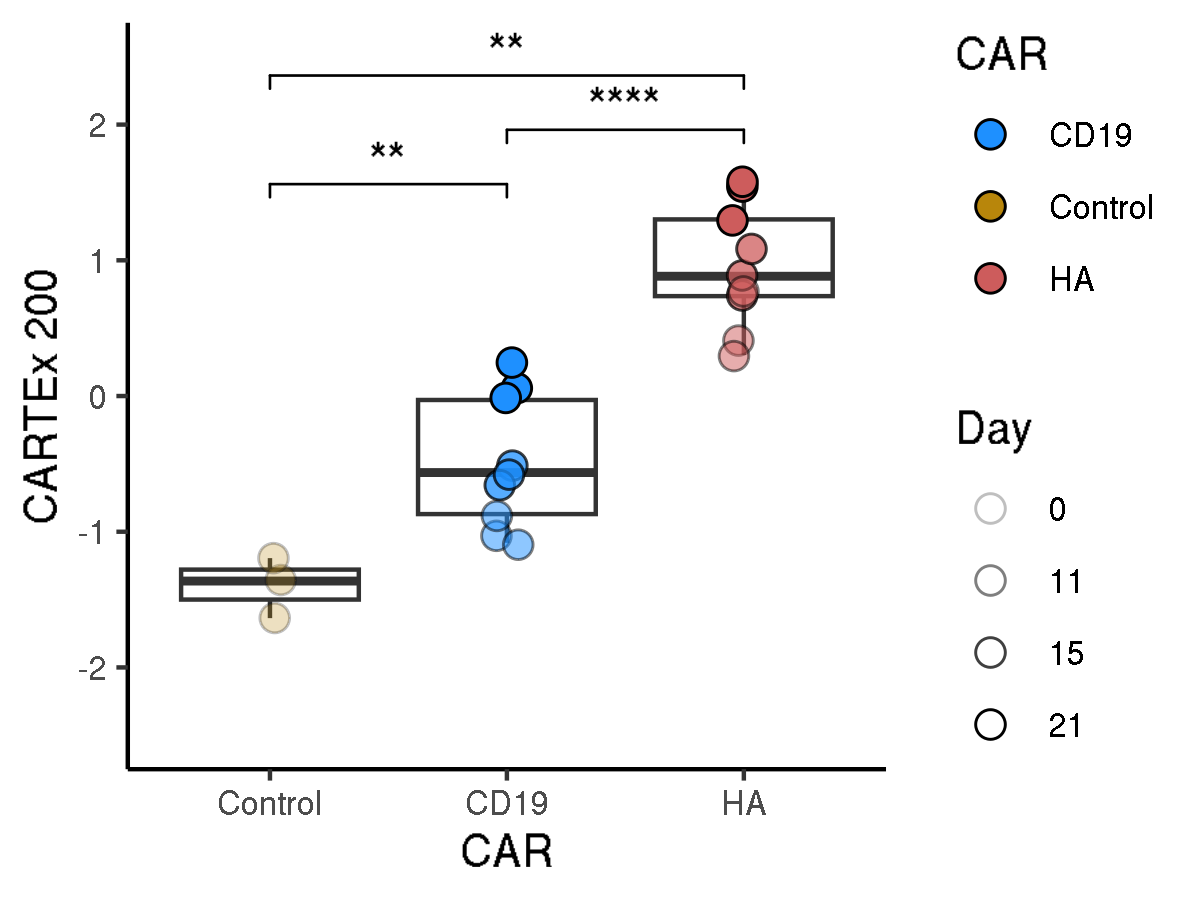 **
****
**
2
1
0
-1
-2
CARTEx 200
Control
CD19
HA
CAR
CAR
CD19
Control
HA
Day
0
11
15
21